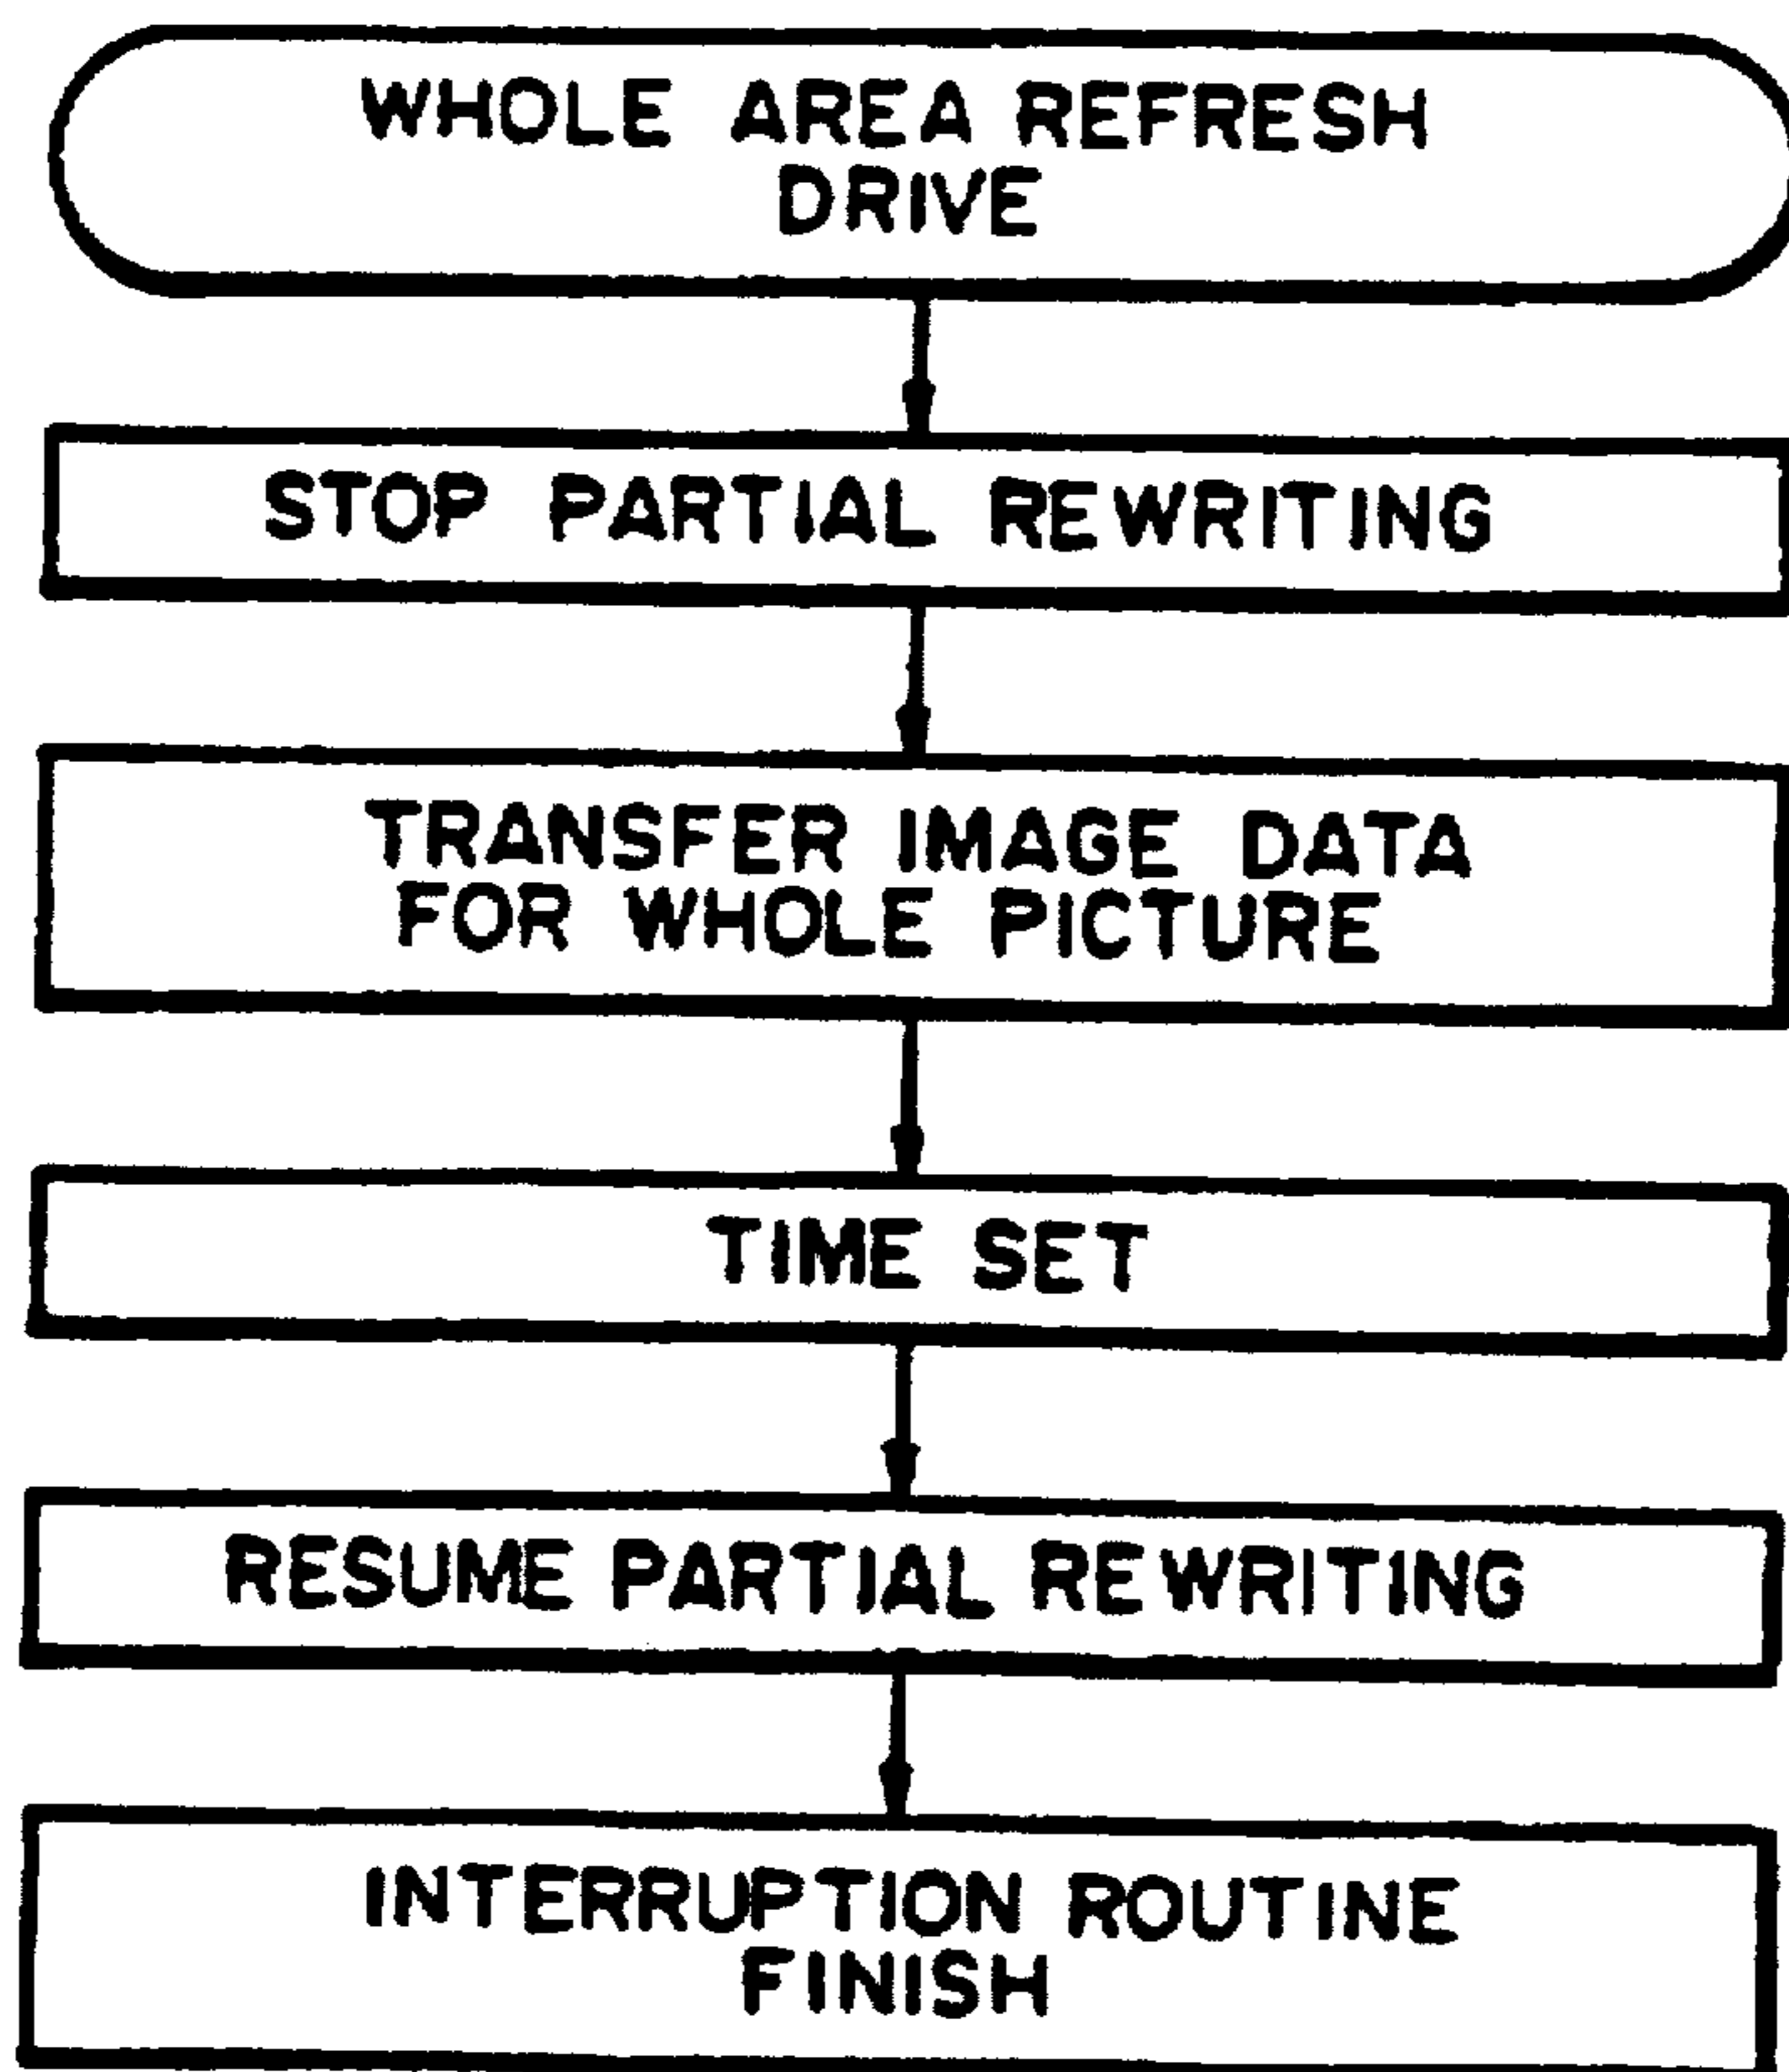 WHOLE AREA REFRESH
DRIVE
STOP PARTIAL REWRITING
TRANSFER IMAGE DATA
FOR WHOLE PICTURE
TIME SET
RESUME PARTIAL REWRITING
INTERRUPTION ROUTINE
FINISH